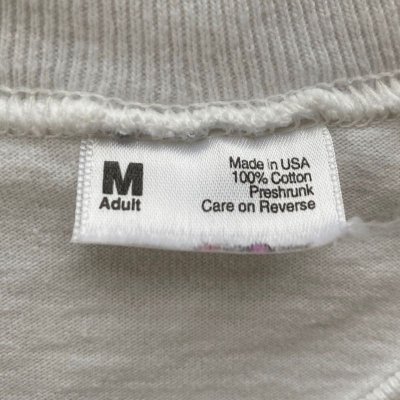 M
Adult
Made in USA
100% Cotton
Preshrunk
Care on Reverse